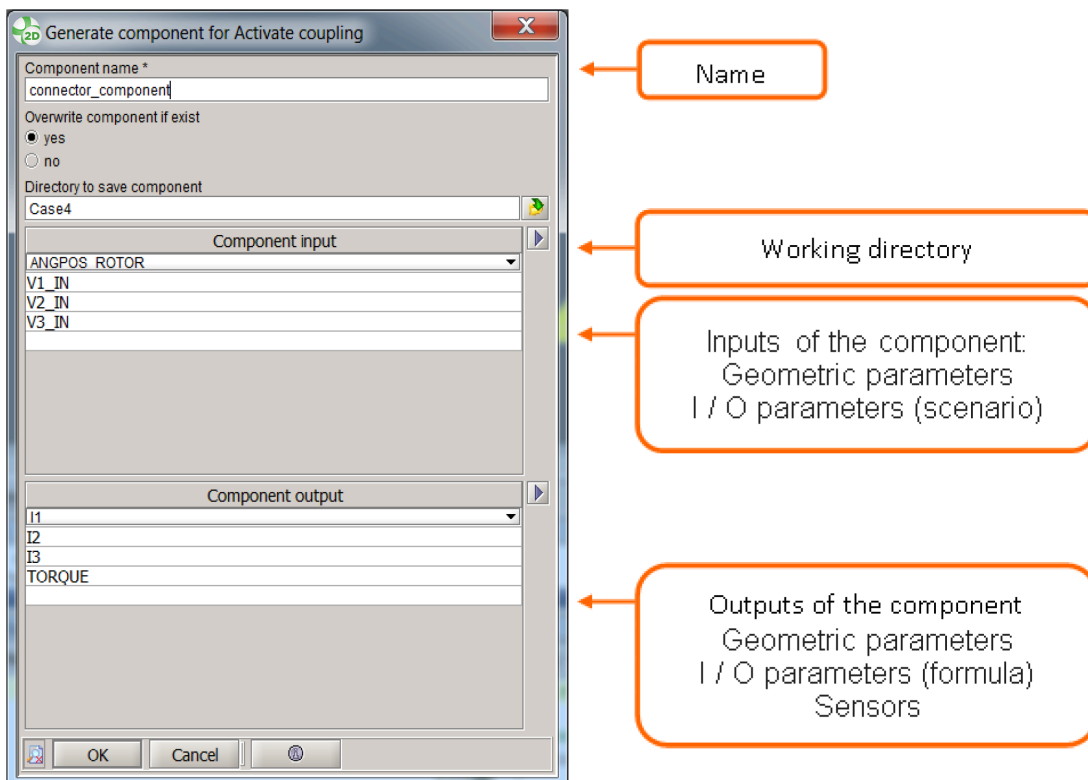 2D Generate component for Activate coupling X
Component name *
connector_component
Overwrite component if exist
yes
no
Directory to save component
Case4
Component input
ANGPOS_ROTOR
V1_IN
V2_IN
V3_IN
Component output
I1
I2
I3
TORQUE
OK Cancel
Name
Working directory
Inputs of the component:
Geometric parameters
I / O parameters (scenario)
Outputs of the component
Geometric parameters
I / O parameters (formula)
Sensors